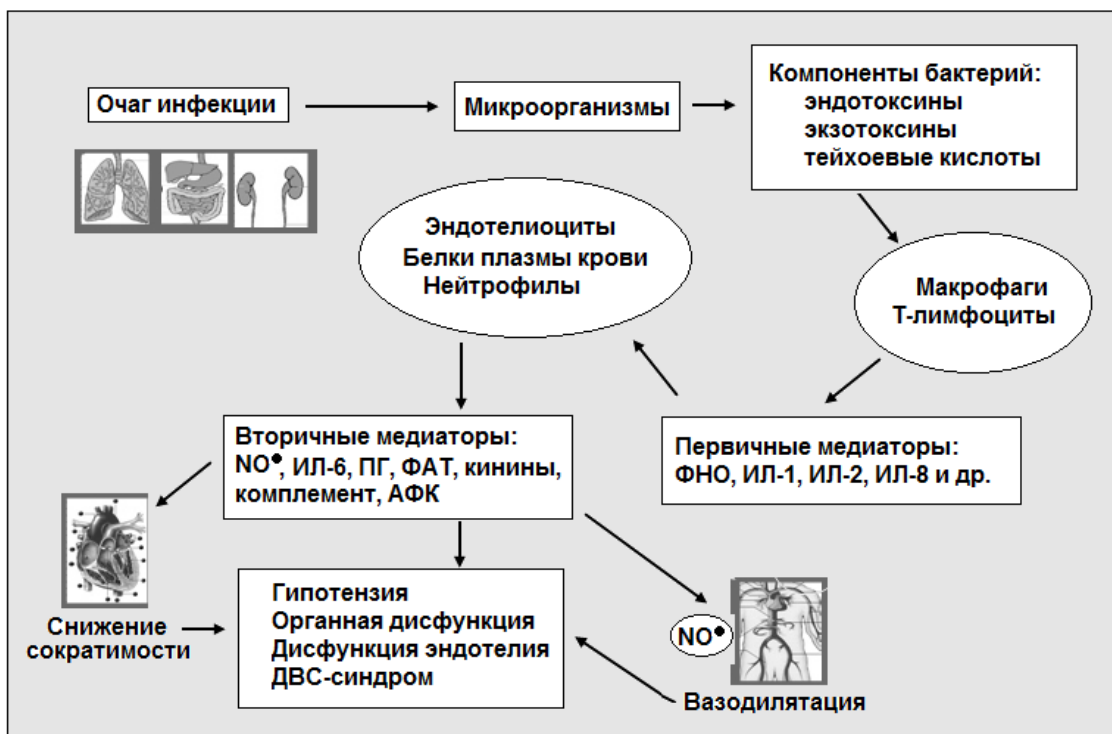 Очаг инфекции
Микроорганизмы
Компоненты бактерий:
эндотоксины
экзотоксины
тейхоевые кислоты
Эндотелиоциты
Белки плазмы крови
Нейтрофилы
Макрофаги
Т-лимфоциты
Вторичные медиаторы:
NO•, ИЛ-6, ПГ, ФАТ, кинины,
комплемент, АФК
Первичные медиаторы:
ФНО, ИЛ-1, ИЛ-2, ИЛ-8 и др.
Снижение
сократимости
Гипотензия
Органная дисфункция
Дисфункция эндотелия
ДВС-синдром
NO•
Вазодилятация